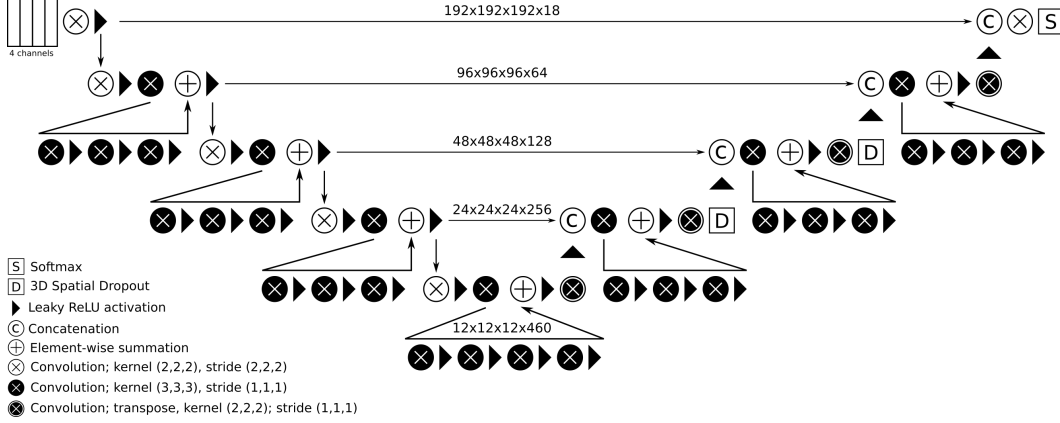 192x192x192x18
C
S
4 channels
96x96x96x64
C
48x48x48x128
C
D
24x24x24x256
C
D
S Softmax
D 3D Spatial Dropout
Leaky ReLU activation
C Concatenation
12x12x12x460
Element-wise summation
Convolution; kernel (2,2,2), stride (2,2,2)
Convolution; kernel (3,3,3), stride (1,1,1)
Convolution; transpose, kernel (2,2,2); stride (1,1,1)